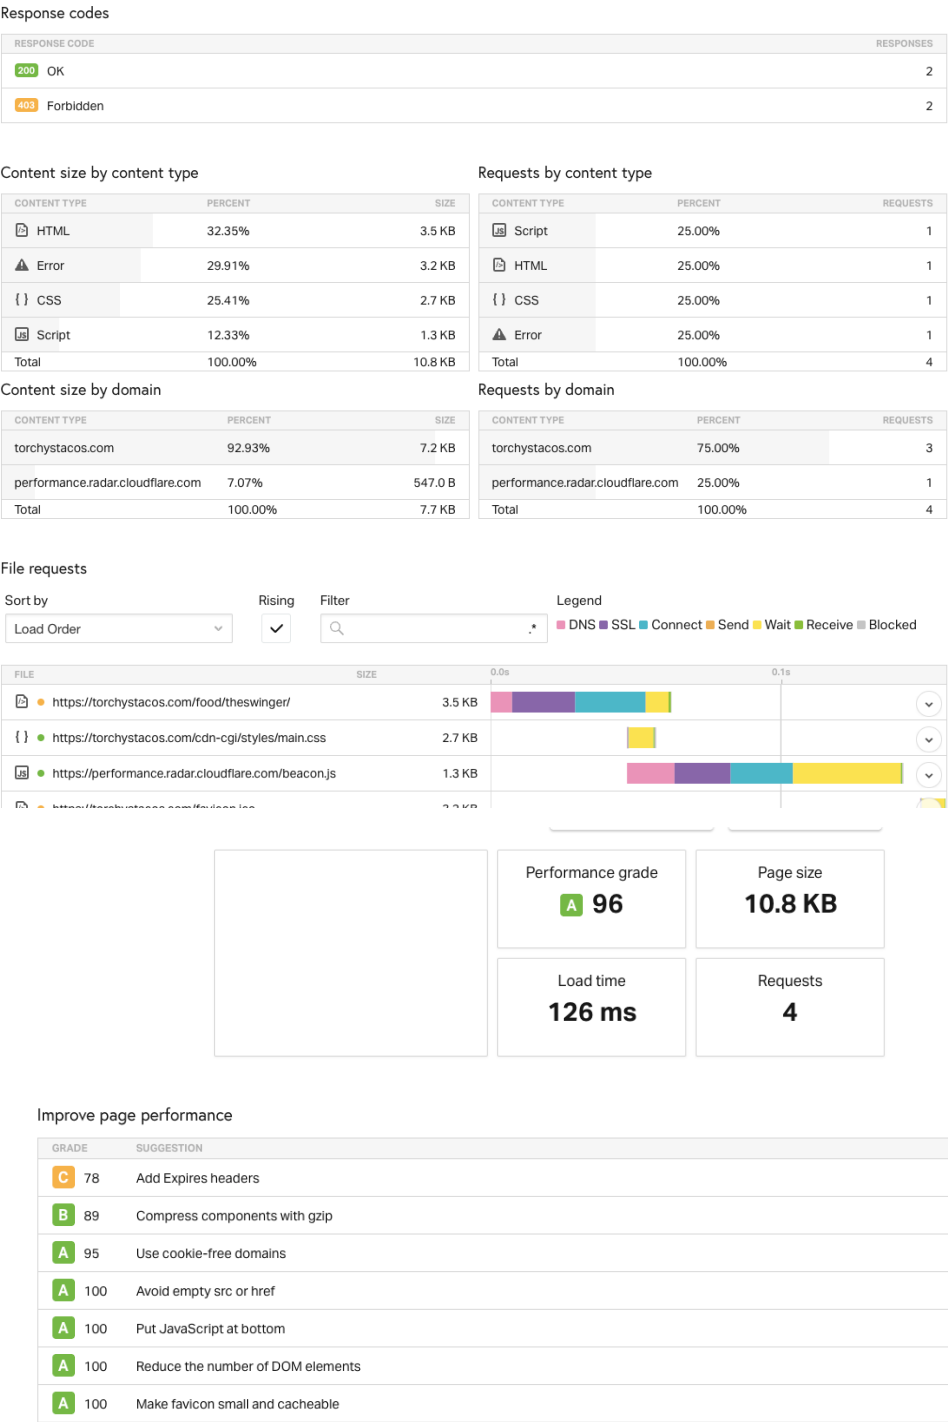 Response codes
RESPONSE CODE RESPONSES
200 OK 2
403 Forbidden 2
Content size by content type
CONTENT TYPE PERCENT SIZE
HTML 32.35% 3.5 KB
Error 29.91% 3.2 KB
{ } CSS 25.41% 2.7 KB
JS Script 12.33% 1.3 KB
Total 100.00% 10.8 KB
Requests by content type
CONTENT TYPE PERCENT REQUESTS
JS Script 25.00% 1
HTML 25.00% 1
{ } CSS 25.00% 1
Error 25.00% 1
Total 100.00% 4
Content size by domain
CONTENT TYPE PERCENT SIZE
torchystacos.com 92.93% 7.2 KB
performance.radar.cloudflare.com 7.07% 547.0 B
Total 100.00% 7.7 KB
Requests by domain
CONTENT TYPE PERCENT REQUESTS
torchystacos.com 75.00% 3
performance.radar.cloudflare.com 25.00% 1
Total 100.00% 4
File requests
Sort by Rising Filter Legend
Load Order .* DNS SSL Connect Send Wait Receive Blocked
FILE SIZE 0.0s 0.1s
https://torchystacos.com/food/theswinger/ 3.5 KB
{ } https://torchystacos.com/cdn-cgi/styles/main.css 2.7 KB
JS https://performance.radar.cloudflare.com/beacon.js 1.3 KB
https://torchystacos.com/favicon.ico 3.2 KB
Performance grade
A 96
Page size
10.8 KB
Load time
126 ms
Requests
4
Improve page performance
GRADE SUGGESTION
C 78 Add Expires headers
B 89 Compress components with gzip
A 95 Use cookie-free domains
A 100 Avoid empty src or href
A 100 Put JavaScript at bottom
A 100 Reduce the number of DOM elements
A 100 Make favicon small and cacheable